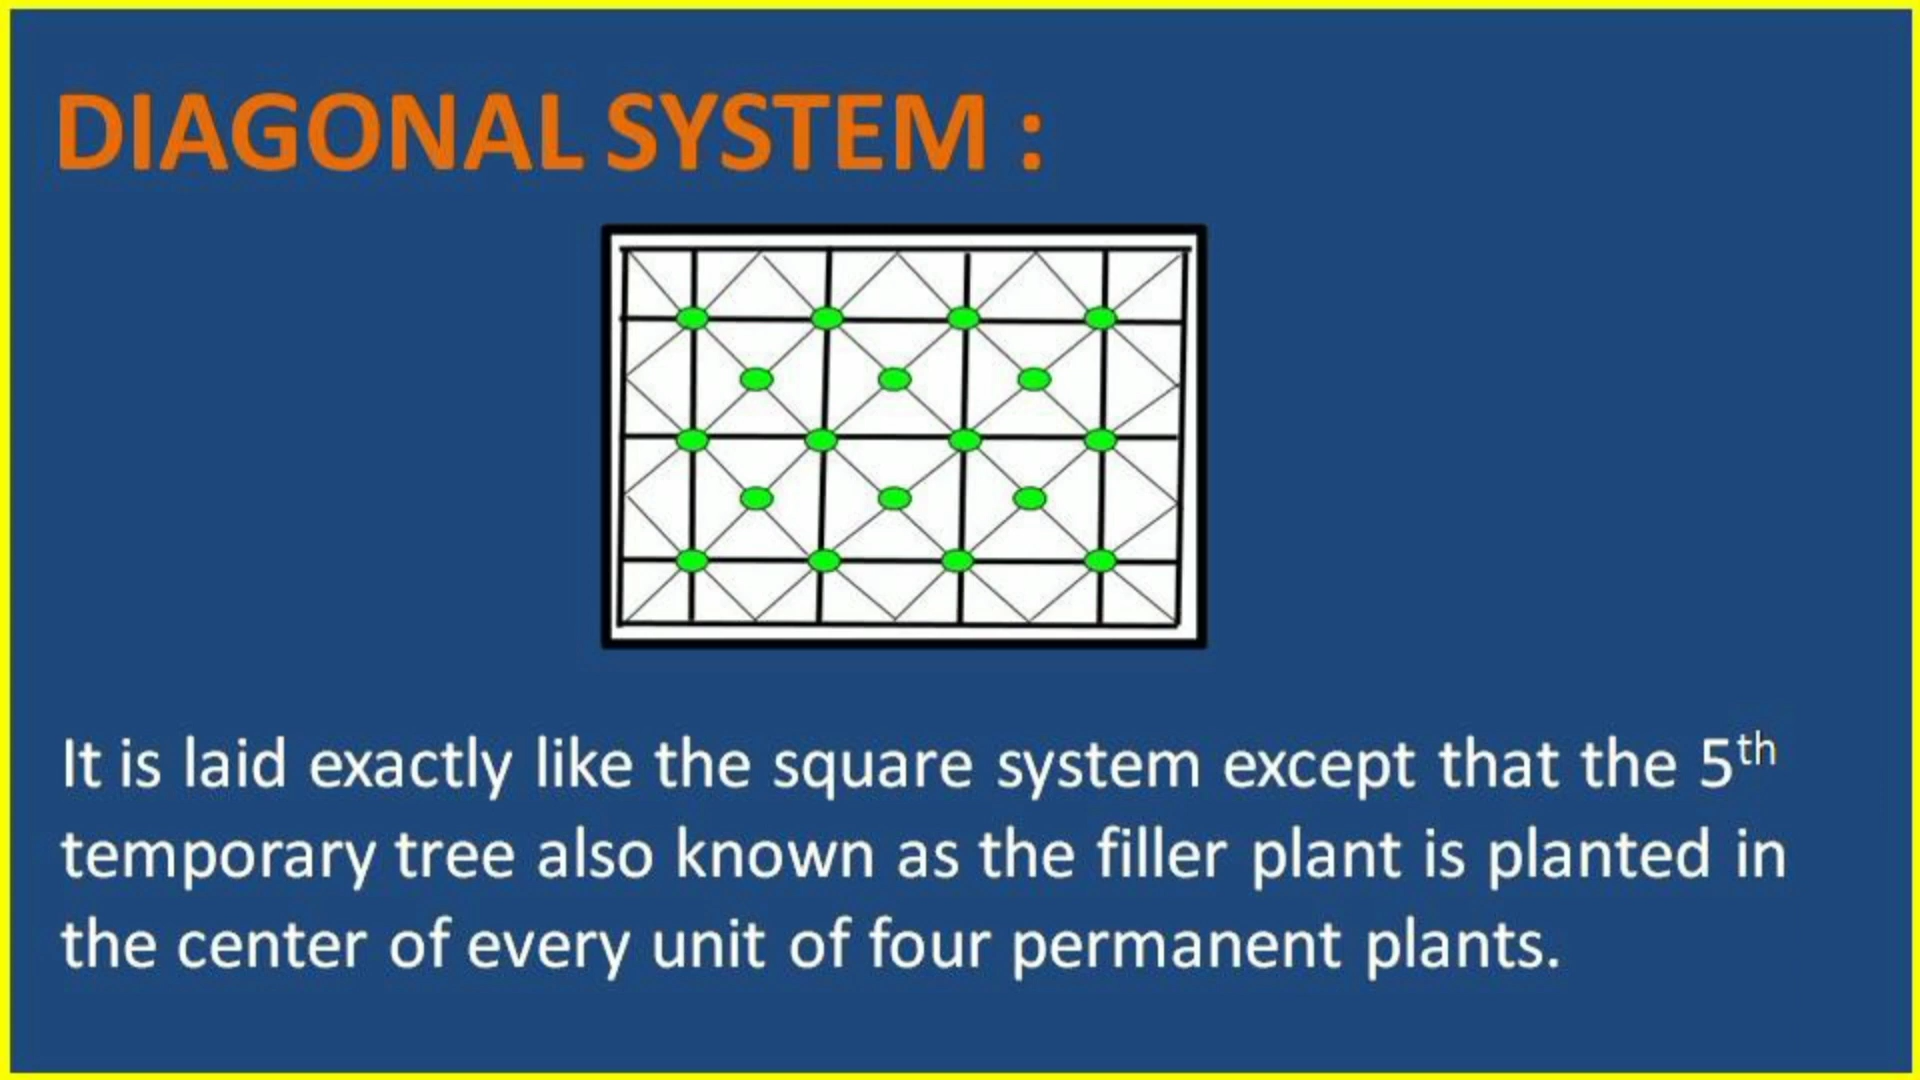 DIAGONAL SYSTEM :
It is laid exactly like the square system except that the 5th
temporary tree also known as the filler plant is planted in
the center of every unit of four permanent plants.